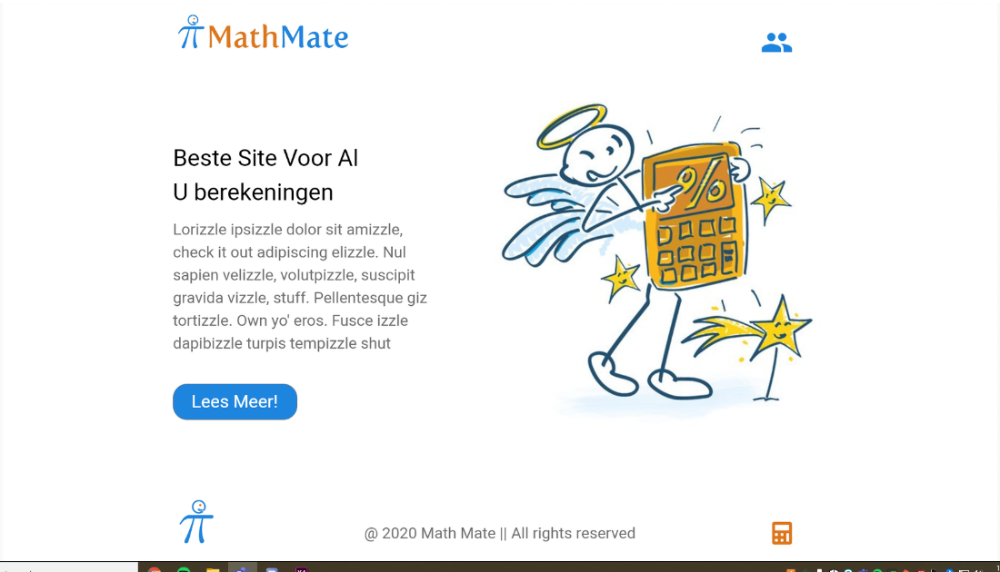 MathMate
Beste Site Voor Al
U berekeningen
Lorizzle ipsizzle dolor sit amizzle,
check it out adipiscing elizzle. Nul
sapien velizzle, volutpizzle, suscipit
gravida vizzle, stuff. Pellentesque giz
tortizzle. Own yo' eros. Fusce izzle
dapibizzle turpis tempizzle shut
%
Lees Meer!
@ 2020 Math Mate || All rights reserved